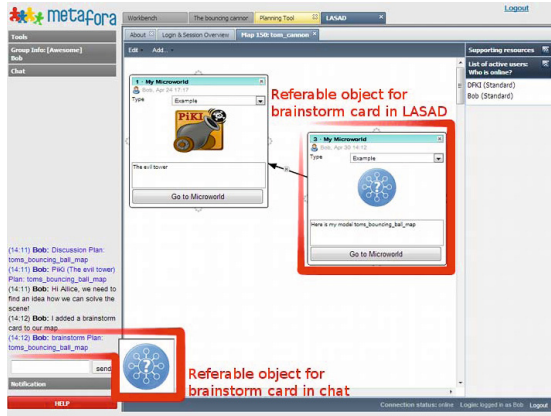 metafora
Logout
Workbench
The bouncing cannor
Planning Tool
LASAD
Tools
Group Info: [Awesome]
Bob
Chat
About
Login & Session Overview
Map 150: tom_cannon
Edit
Add...
Supporting resources
List of active users:
Who is online?
DFKI (Standard)
Bob (Standard)
1 - My Microworld
Bob, Apr 24 17:17
Type
Example
PiKI
The evil tower
Go to Microworld
Referable object for
brainstorm card in LASAD
3 - My Microworld
Bob, Apr 20 14:12
Type
Example
?
Here is my model toms_bouncing_ball_map
Go to Microworld
(14:11) Bob: Discussion Plan:
toms_bouncing_ball_map
(14:11) Bob: PiKI (The evil tower)
Plan: toms_bouncing_ball_map
(14:11) Bob: Hi Allice, we need to
find an idea how we can solve the
scene!
(14:12) Bob: I added a brainstorm
card to our map
(14:12) Bob: brainstorm Plan:
toms_bouncing_ball_map
send
?
Referable object for
brainstorm card in chat
Notification
HELP
Connection status: online
Login: logged in as Bob
Logout